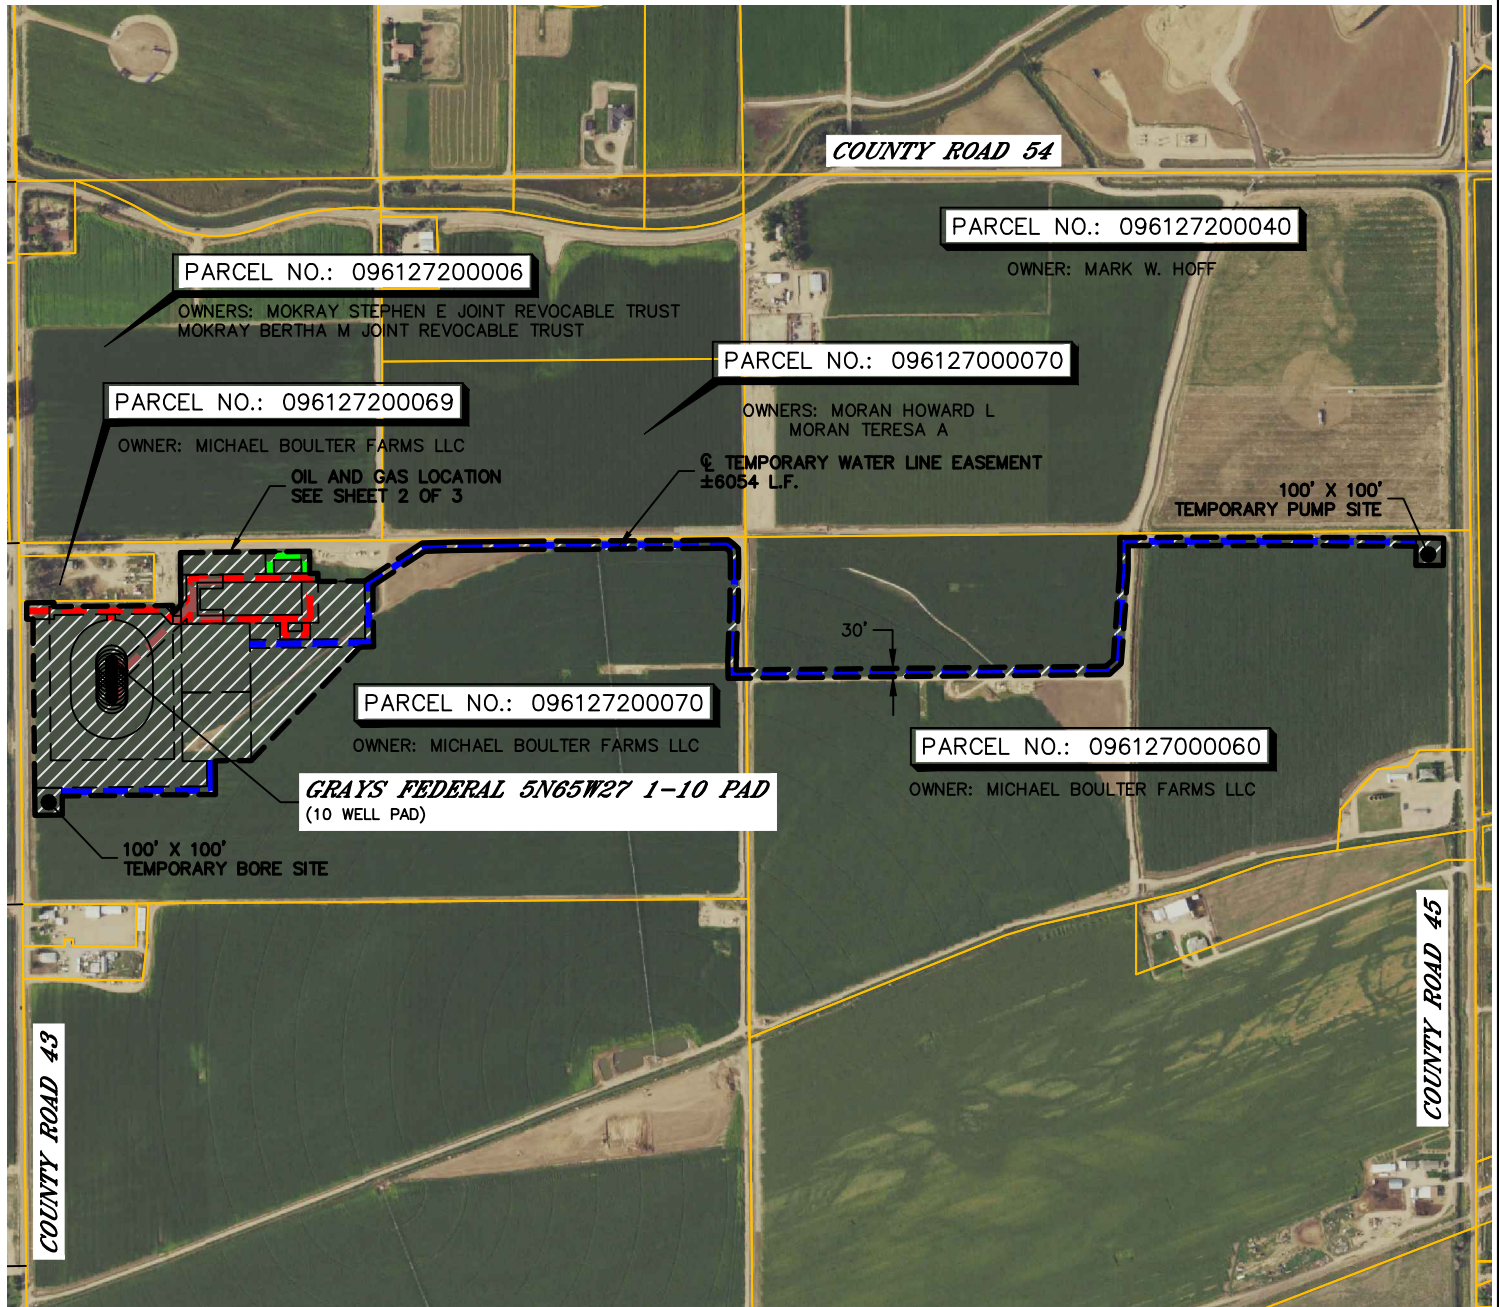 COUNTY ROAD 54
PARCEL NO.: 096127200040
OWNER: MARK W. HOFF
PARCEL NO.: 096127200006
OWNERS: MOKRAY STEPHEN E JOINT REVOCABLE TRUST
MOKRAY BERTHA M JOINT REVOCABLE TRUST
PARCEL NO.: 096127000070
OWNERS: MORAN HOWARD L
MORAN TERESA A
PARCEL NO.: 096127200069
OWNER: MICHAEL BOULTER FARMS LLC
OIL AND GAS LOCATION
SEE SHEET 2 OF 3
℄ TEMPORARY WATER LINE EASEMENT
±6054 L.F.
100' X 100'
TEMPORARY PUMP SITE
30'
PARCEL NO.: 096127200070
OWNER: MICHAEL BOULTER FARMS LLC
PARCEL NO.: 096127000060
OWNER: MICHAEL BOULTER FARMS LLC
GRAYS FEDERAL 5N65W27 1-10 PAD
(10 WELL PAD)
100' X 100'
TEMPORARY BORE SITE
COUNTY ROAD 43
COUNTY ROAD 45